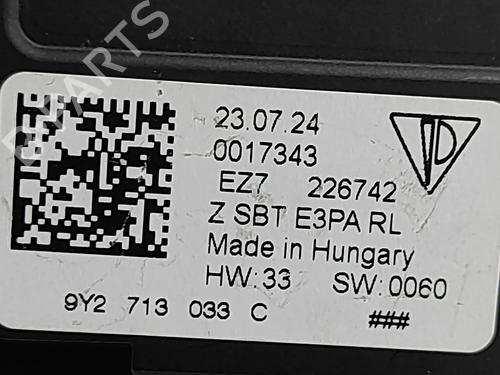 23.07.24
0017343
EZ7 226742
Z SBT E3PA RL
Made in Hungary
HW:33 SW:0060
9Y2 713 033 C ###